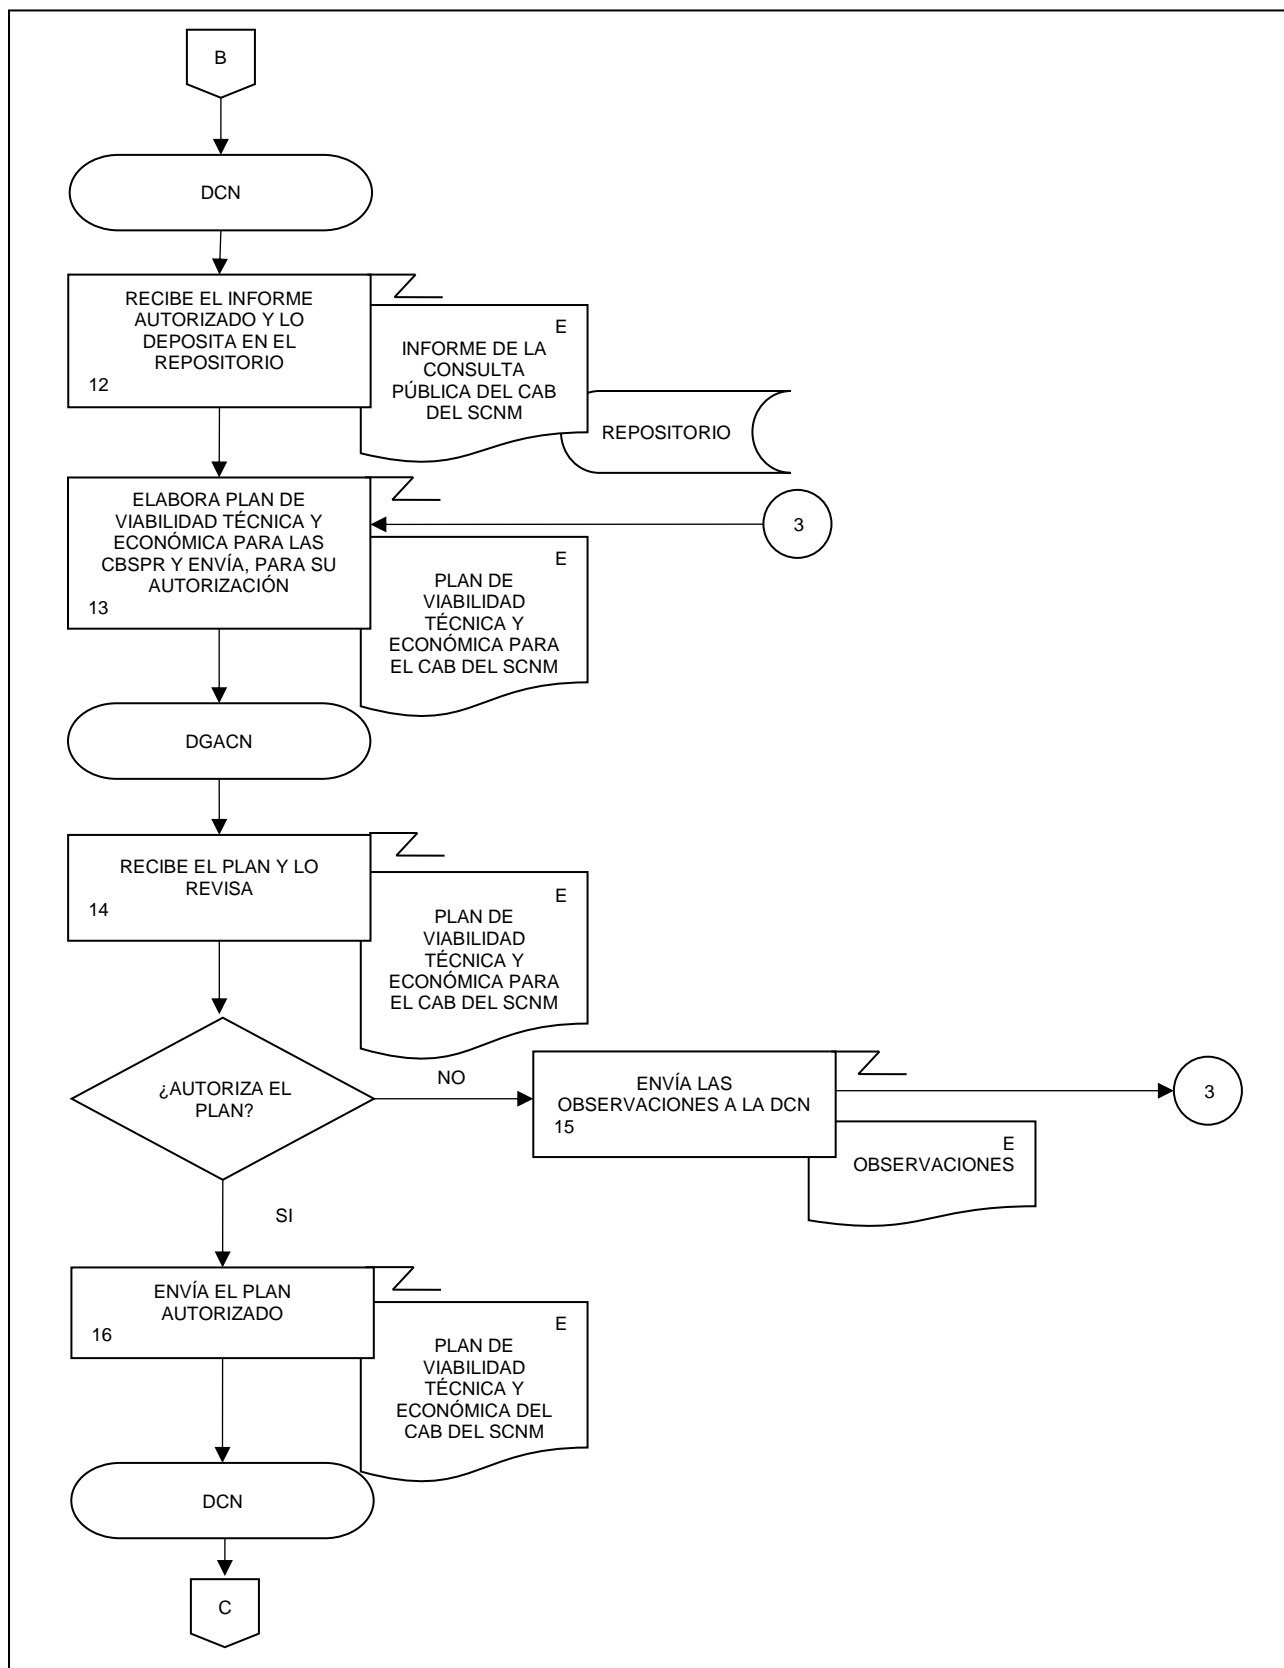 B
DCN
RECIBE EL INFORME
AUTORIZADO Y LO
DEPOSITA EN EL
REPOSITORIO
12
E
INFORME DE LA
CONSULTA
PÚBLICA DEL CAB
DEL SCNM
REPOSITORIO
ELABORA PLAN DE
VIABILIDAD TÉCNICA Y
ECONÓMICA PARA LAS
CBSPR Y ENVÍA, PARA SU
AUTORIZACIÓN
13
3
E
PLAN DE
VIABILIDAD
TÉCNICA Y
ECONÓMICA PARA
EL CAB DEL SCNM
DGACN
RECIBE EL PLAN Y LO
REVISA
14
E
PLAN DE
VIABILIDAD
TÉCNICA Y
ECONÓMICA PARA
EL CAB DEL SCNM
¿AUTORIZA EL
PLAN?
NO
ENVÍA LAS
OBSERVACIONES A LA DCN
15
3
E
OBSERVACIONES
SI
ENVÍA EL PLAN
AUTORIZADO
16
E
PLAN DE
VIABILIDAD
TÉCNICA Y
ECONÓMICA DEL
CAB DEL SCNM
DCN
C